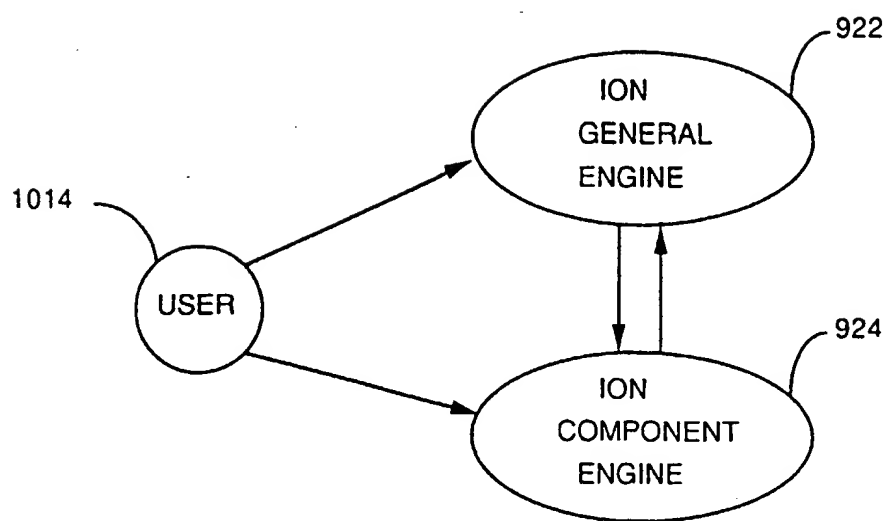 922
ION
GENERAL
ENGINE
1014
USER
924
ION
COMPONENT
ENGINE